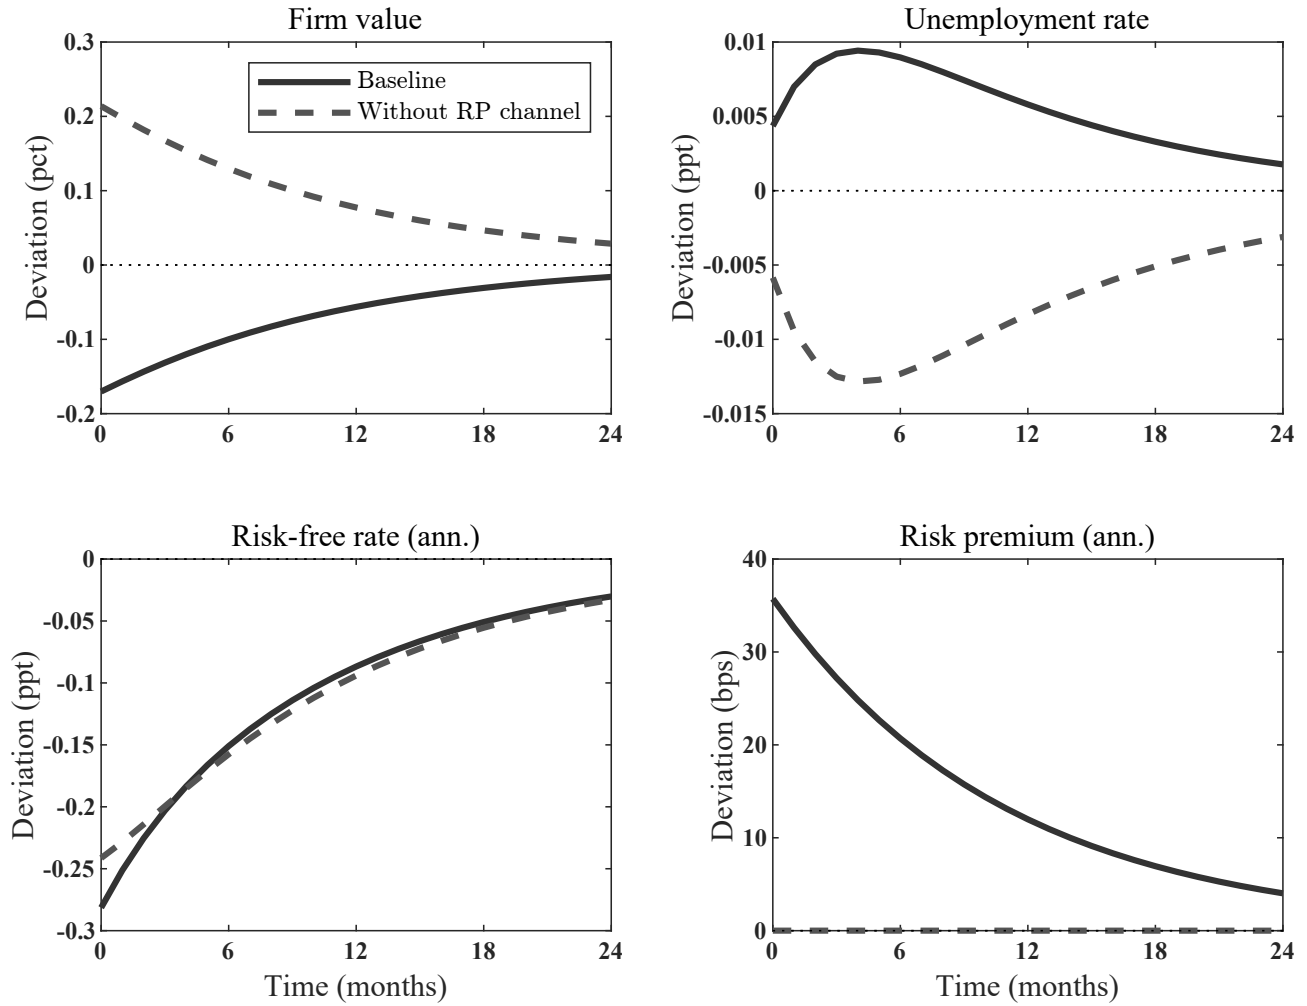 Firm value
Deviation (pct)
0.3
0.2
0.1
0
-0.1
-0.2
0 6 12 18 24
Baseline
Without RP channel
Unemployment rate
Deviation (ppt)
0.01
0.005
0
-0.005
-0.01
-0.015
0 6 12 18 24
Risk-free rate (ann.)
Deviation (ppt)
0
-0.05
-0.1
-0.15
-0.2
-0.25
-0.3
0 6 12 18 24
Time (months)
Risk premium (ann.)
Deviation (bps)
40
30
20
10
0
0 6 12 18 24
Time (months)